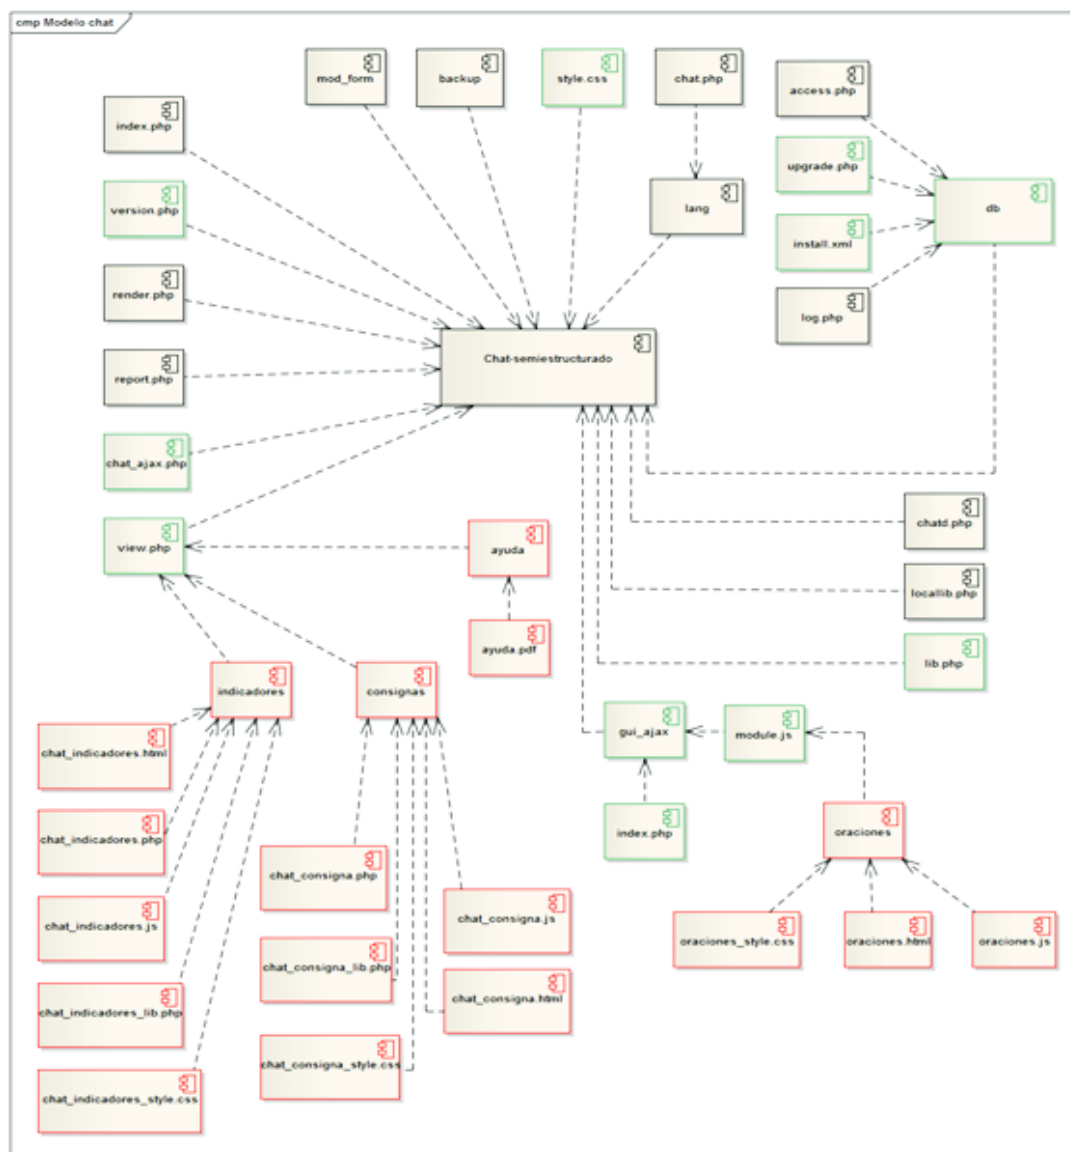 cmp Modelo chat
mod_form
backup
style.css
chat.php
access.php
index.php
upgrade.php
version.php
lang
db
install.xml
render.php
log.php
Chat-semiestructurado
report.php
chat_ajax.php
chatd.php
view.php
ayuda
locallib.php
ayuda.pdf
lib.php
indicadores
consignas
gui_ajax
module.js
chat_indicadores.html
index.php
oraciones
chat_indicadores.php
chat_consigna.php
chat_consigna.js
chat_indicadores.js
oraciones_style.css
oraciones.html
oraciones.js
chat_consigna_lib.php
chat_consigna.html
chat_indicadores_lib.php
chat_consigna_style.css
chat_indicadores_style.css